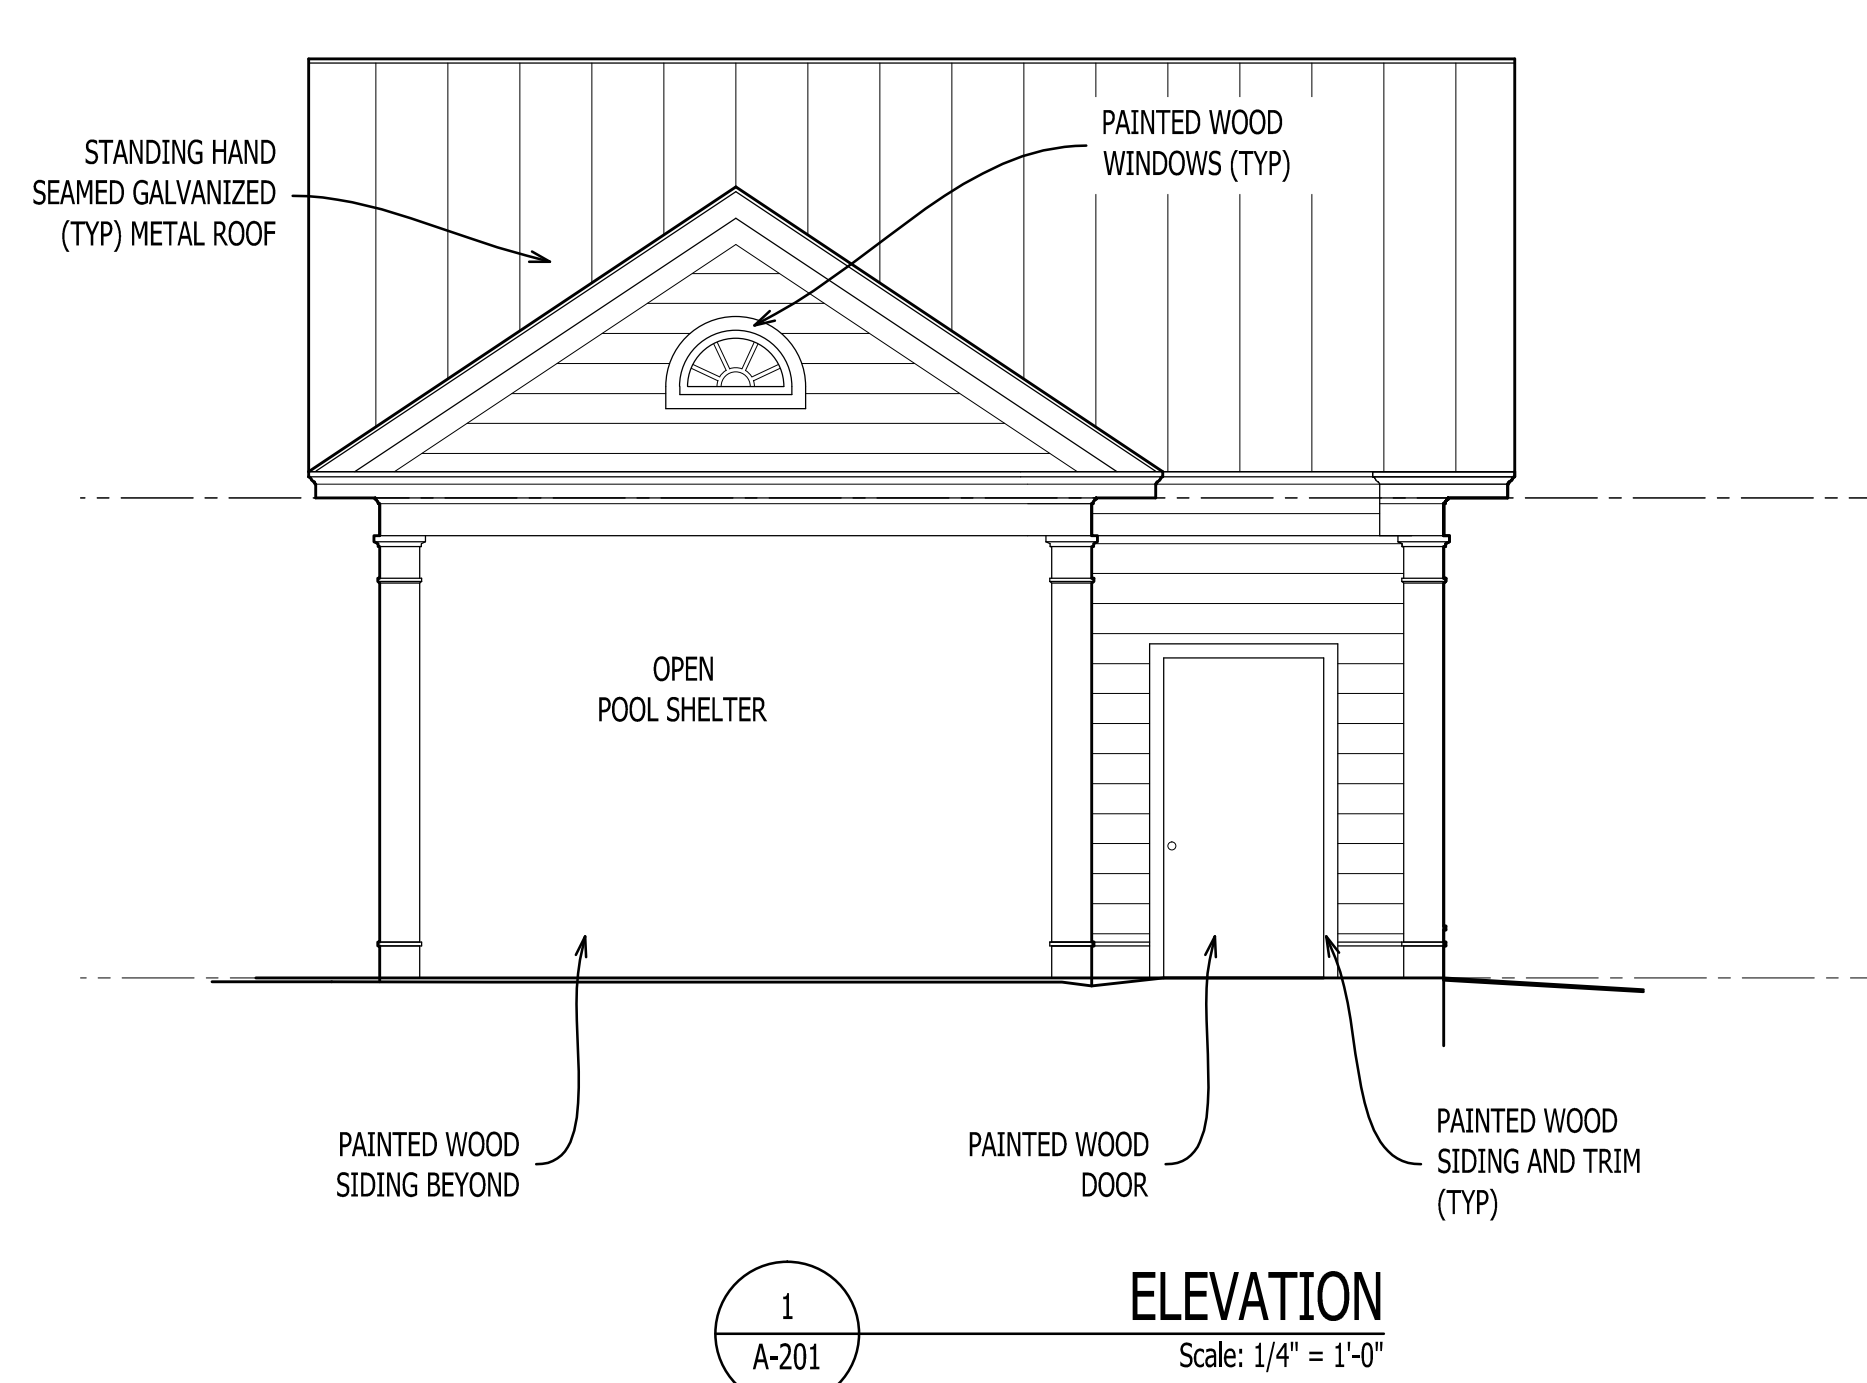 STANDING HAND
SEAMED GALVANIZED
(TYP) METAL ROOF
PAINTED WOOD
WINDOWS (TYP)
OPEN
POOL SHELTER
PAINTED WOOD
SIDING BEYOND
PAINTED WOOD
DOOR
PAINTED WOOD
SIDING AND TRIM
(TYP)
1
A-201
ELEVATION
Scale: 1/4" = 1'-0"